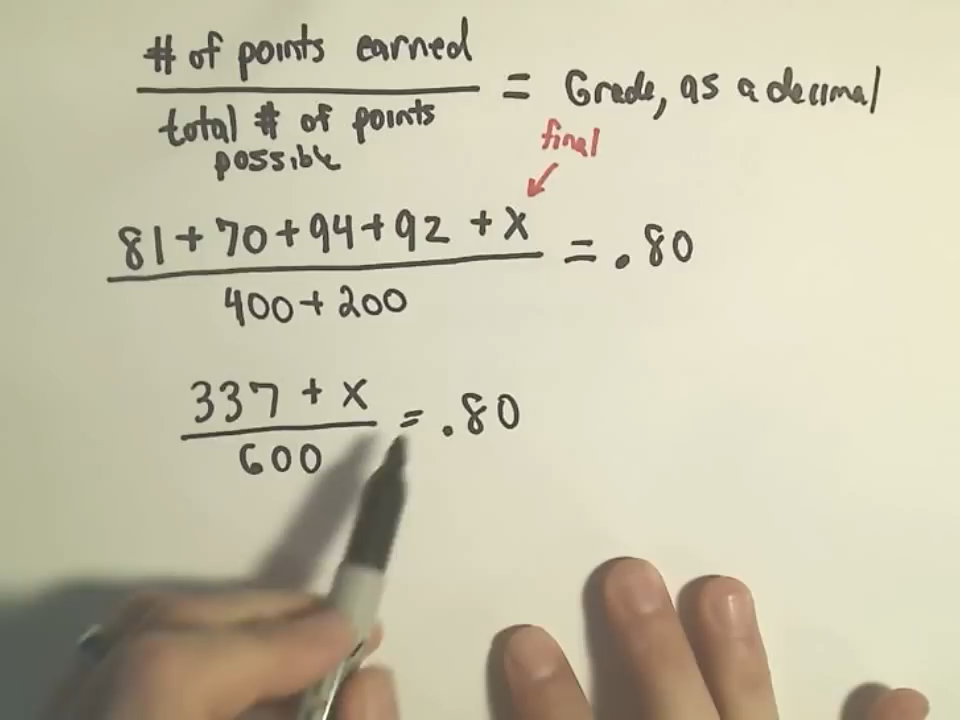 # of points earned
total # of points
possible
= Grade, as a decimal
final
81 + 70 + 94 + 92 + X
400 + 200
= .80
337 + X
600
= .80